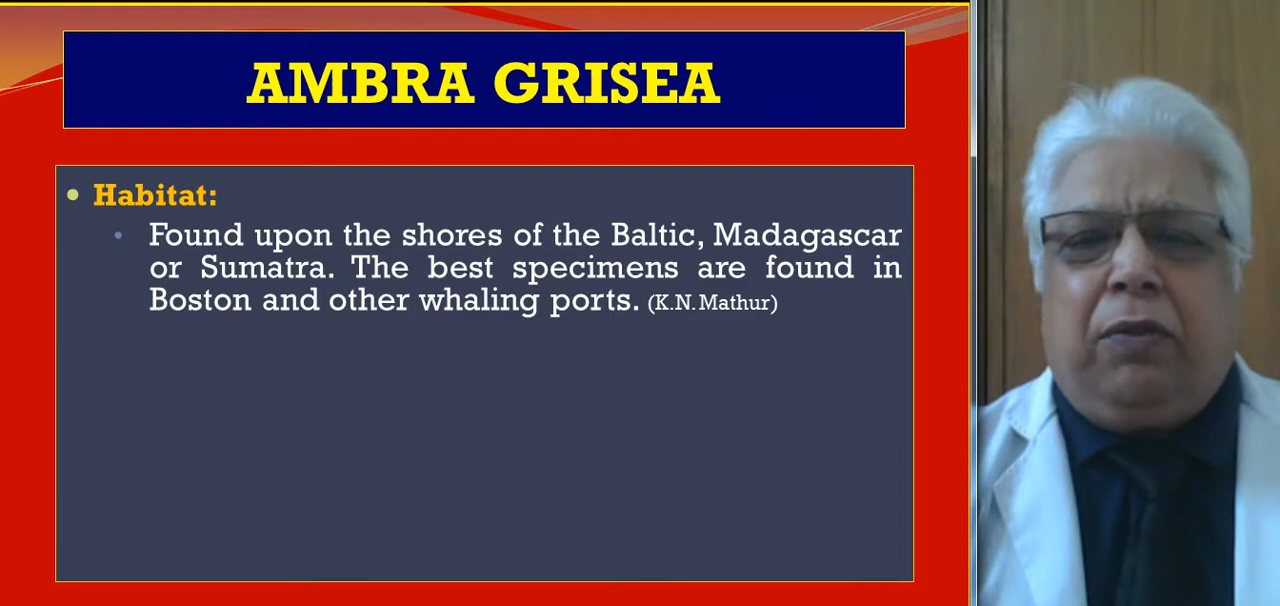 AMBRA GRISEA
• Habitat:
• Found upon the shores of the Baltic, Madagascar
or Sumatra. The best specimens are found in
Boston and other whaling ports. (K.N. Mathur)